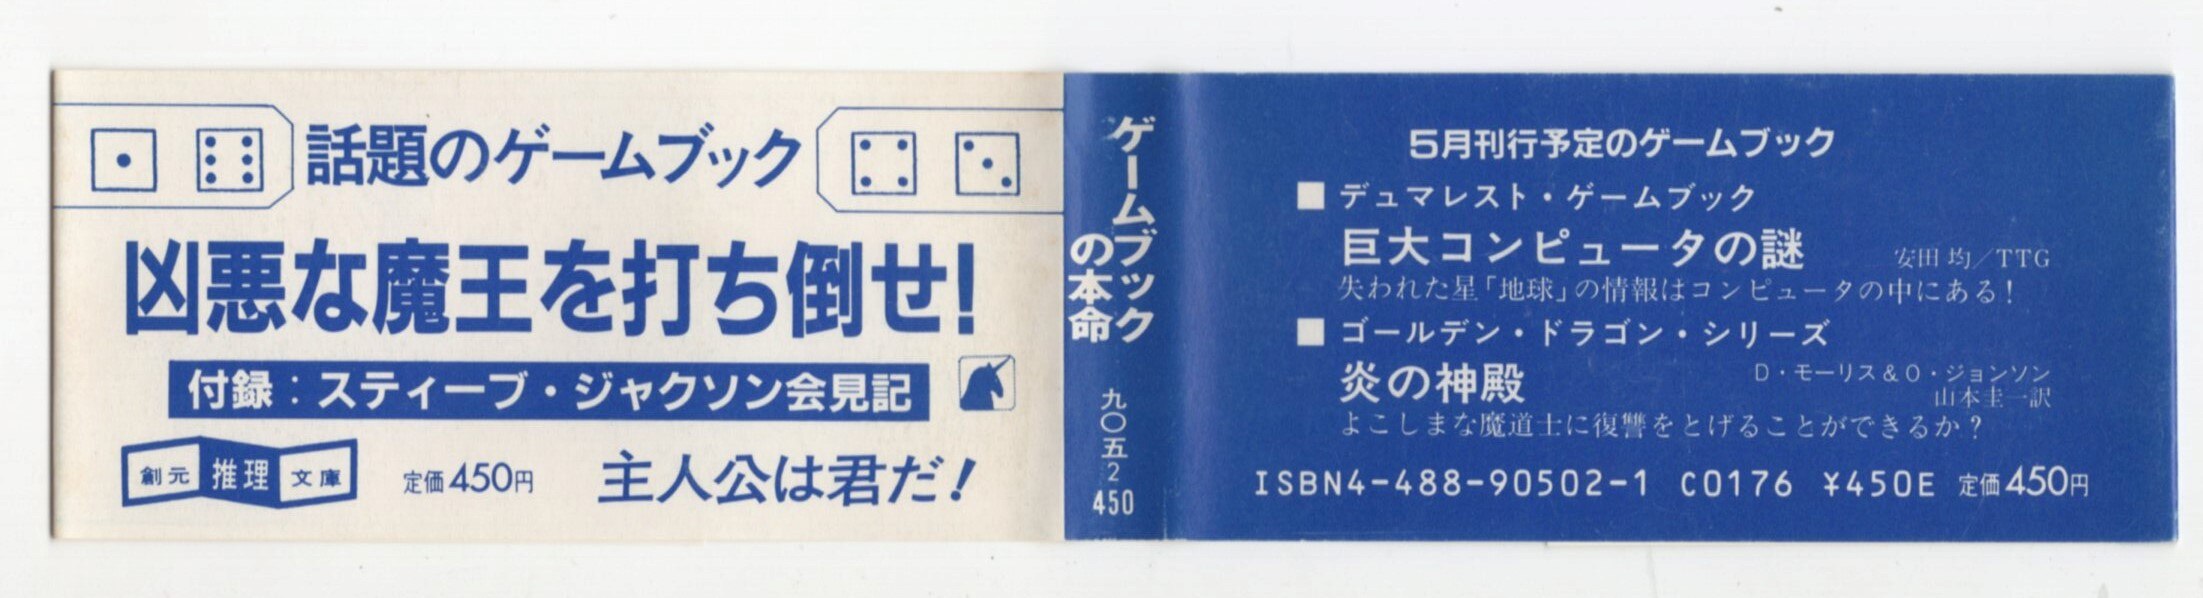 話題のゲームブック
凶悪な魔王を打ち倒せ!
付録：スティーブ・ジャクソン会見記
創元推理文庫
定価450円
主人公は君だ!
ゲームブック
の本命
九〇五2
450
5月刊行予定のゲームブック
■デュマレスト・ゲームブック
巨大コンピュータの謎 安田 均／TTG
失われた星「地球」の情報はコンピュータの中にある!
■ゴールデン・ドラゴン・シリーズ
炎の神殿 D・モーリス&O・ジョンソン
山本圭一訳
よこしまな魔道士に復讐をとげることができるか?
ISBN4-488-90502-1 C0176 ¥450E 定価450円